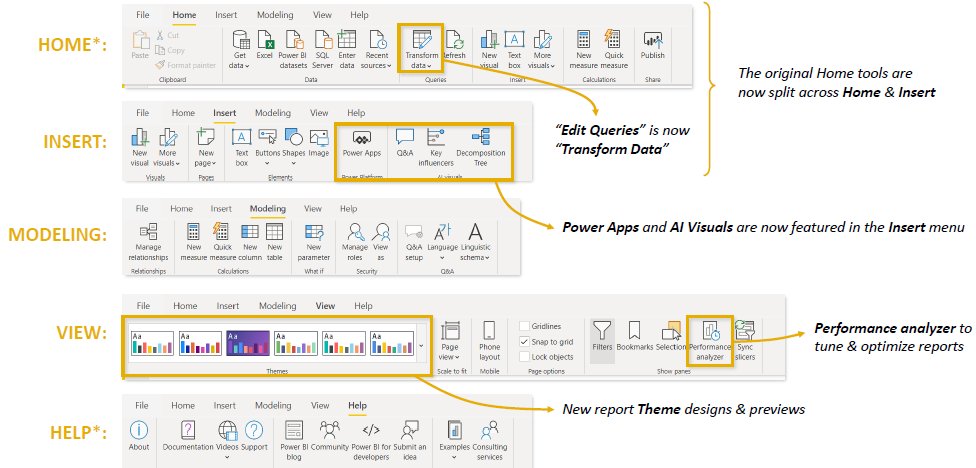 HOME*:
File Home Insert Modeling View Help
Paste
Cut
Copy
Format painter
Clipboard
Get data
Excel
Power BI datasets
SQL Server
Enter data
Recent sources
Data
Transform data
Refresh
Queries
New visual
Text box
More visuals
Insert
New measure
Quick measure
Calculations
Publish
Share
The original Home tools are
now split across Home & Insert
"Edit Queries" is now
"Transform Data"
INSERT:
File Home Insert Modeling View Help
New visual
More visuals
Visuals
New page
Pages
Text box
Buttons
Shapes
Image
Elements
Power Apps
Power Platform
Q&A
Key influencers
Decomposition Tree
AI visuals
Power Apps and AI Visuals are now featured in the Insert menu
MODELING:
File Home Insert Modeling View Help
Manage relationships
Relationships
New measure
Quick measure
New column
New table
Calculations
New parameter
What if
Manage roles
View as
Security
Q&A setup
Language
Linguistic schema
Q&A
VIEW:
File Home Insert Modeling View Help
Aa Aa Aa Aa Aa Aa
Themes
Page view
Scale to fit
Phone layout
Mobile
Gridlines
Snap to grid
Lock objects
Page options
Filters
Bookmarks
Selection
Performance analyzer
Sync slicers
Show panes
Performance analyzer to
tune & optimize reports
New report Theme designs & previews
HELP*:
File Home Insert Modeling View Help
About
Documentation
Videos
Support
Power BI blog
Community
Power BI for developers
Submit an idea
Examples
Consulting services